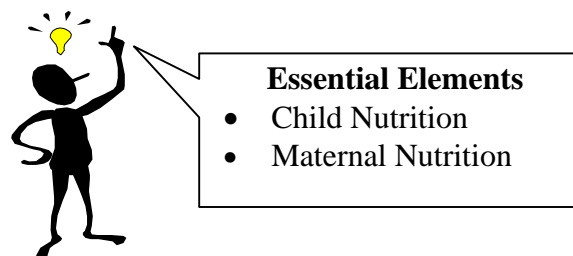 Essential Elements
• Child Nutrition
• Maternal Nutrition